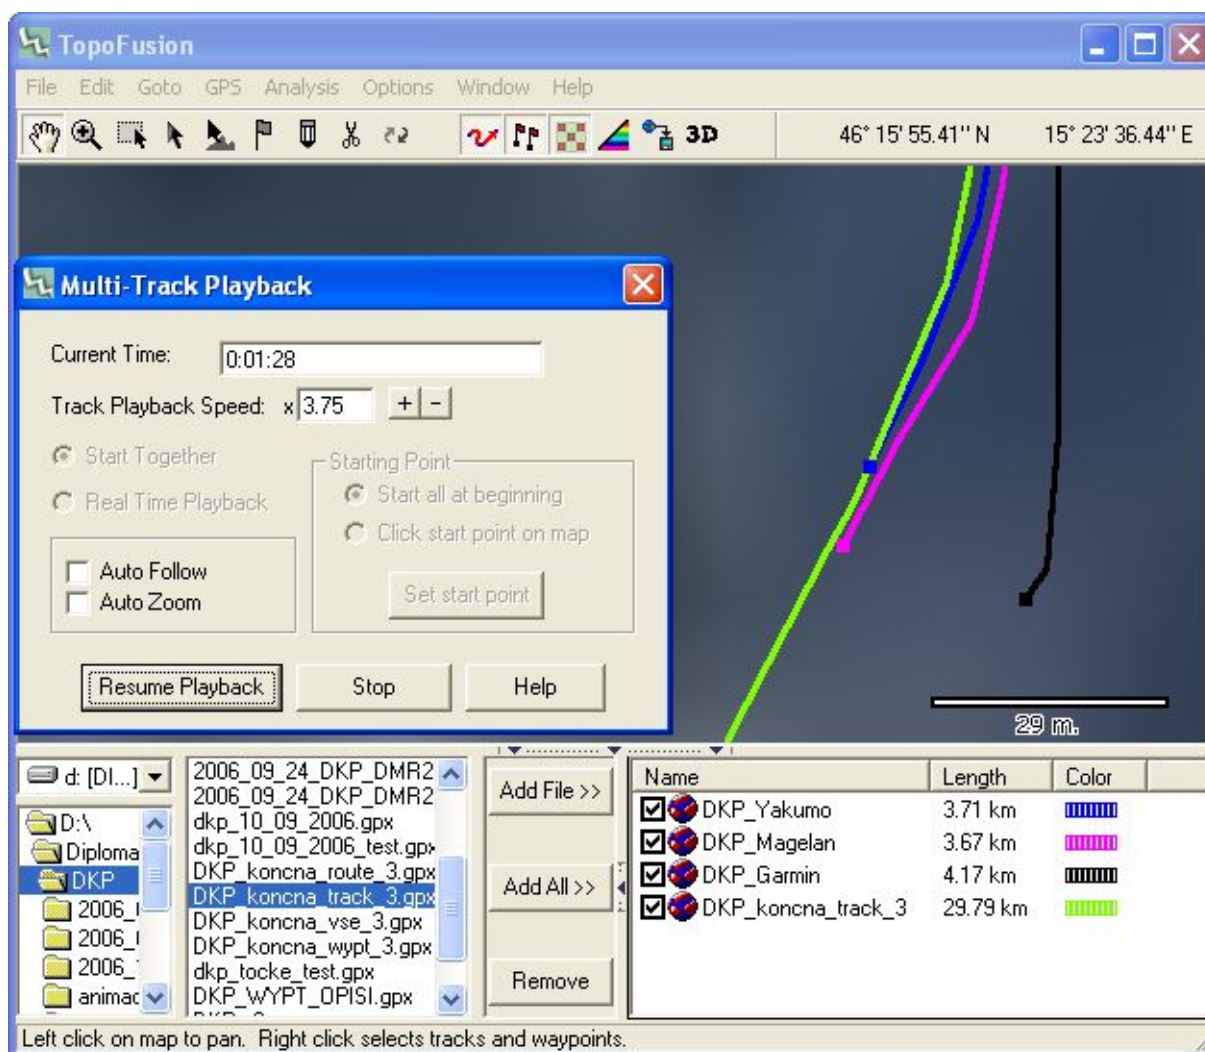 TopoFusion
File Edit Goto GPS Analysis Options Window Help
3D 46° 15' 55.41'' N 15° 23' 36.44'' E
Multi-Track Playback
Current Time: 0:01:28
Track Playback Speed: x 3.75 + -
Start Together
Real Time Playback
Starting Point
Start all at beginning
Click start point on map
Set start point
Auto Follow
Auto Zoom
Resume Playback Stop Help
29 m.
d: [DI...]
D:\
Diploma
DKP
2006_
2006_
2006_
animac
2006_09_24_DKP_DMR2
2006_09_24_DKP_DMR2
dkp_10_09_2006.gpx
dkp_10_09_2006_test.gpx
DKP_koncna_route_3.gpx
DKP_koncna_track_3.gpx
DKP_koncna_vse_3.gpx
DKP_koncna_wypt_3.gpx
dkp_tocke_test.gpx
DKP_WYPT_OPISI.gpx
Add File >>
Add All >>
Remove
Name Length Color
DKP_Yakumo 3.71 km
DKP_Magelan 3.67 km
DKP_Garmin 4.17 km
DKP_koncna_track_3 29.79 km
Left click on map to pan. Right click selects tracks and waypoints.